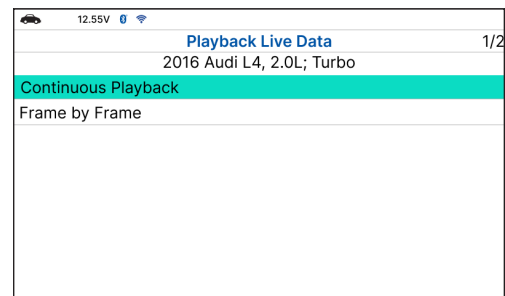 12.55V
Playback Live Data 1/2
2016 Audi L4, 2.0L; Turbo
Continuous Playback
Frame by Frame